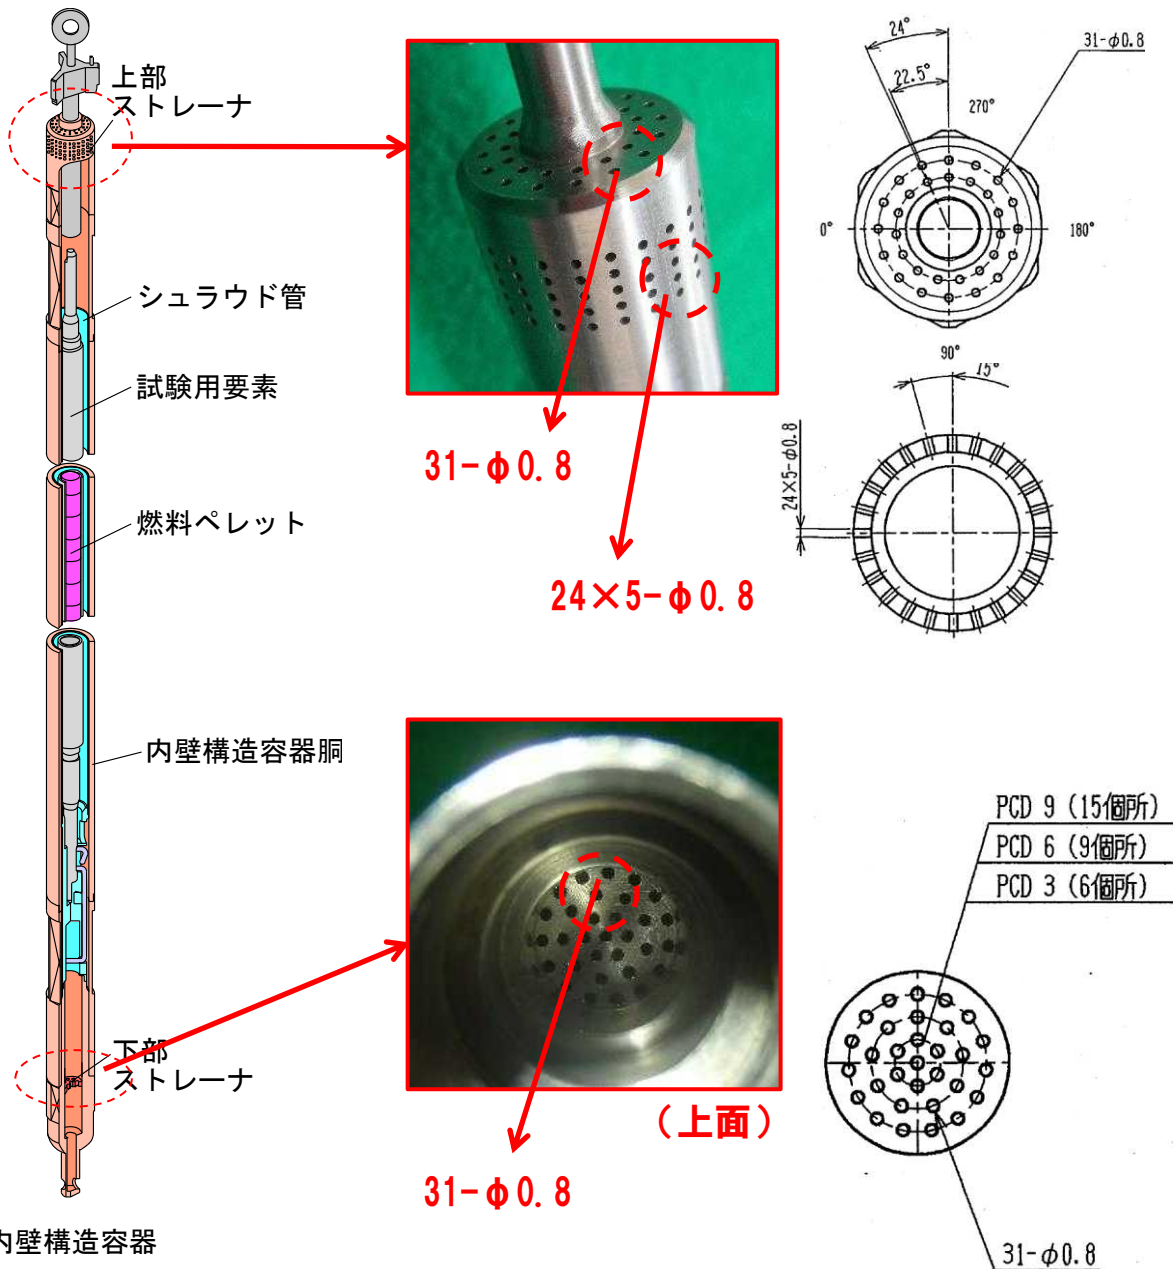 上部
ストレーナ
シュラウド管
試験用要素
燃料ペレット
内壁構造容器胴
下部
ストレーナ
内壁構造容器
31-φ0.8
24×5-φ0.8
(上面)
31-φ0.8
24°
22.5°
31-φ0.8
270°
0°
180°
90°
15°
24×5-φ0.8
PCD 9 (15個所)
PCD 6 (9個所)
PCD 3 (6個所)
31-φ0.8